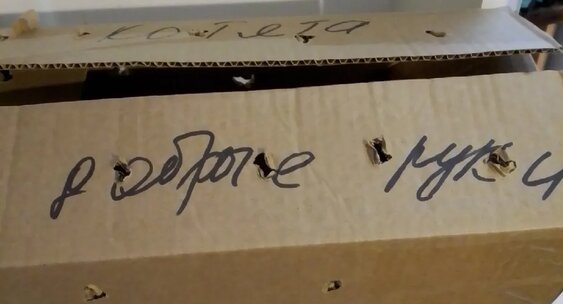 котята
в добрые руки